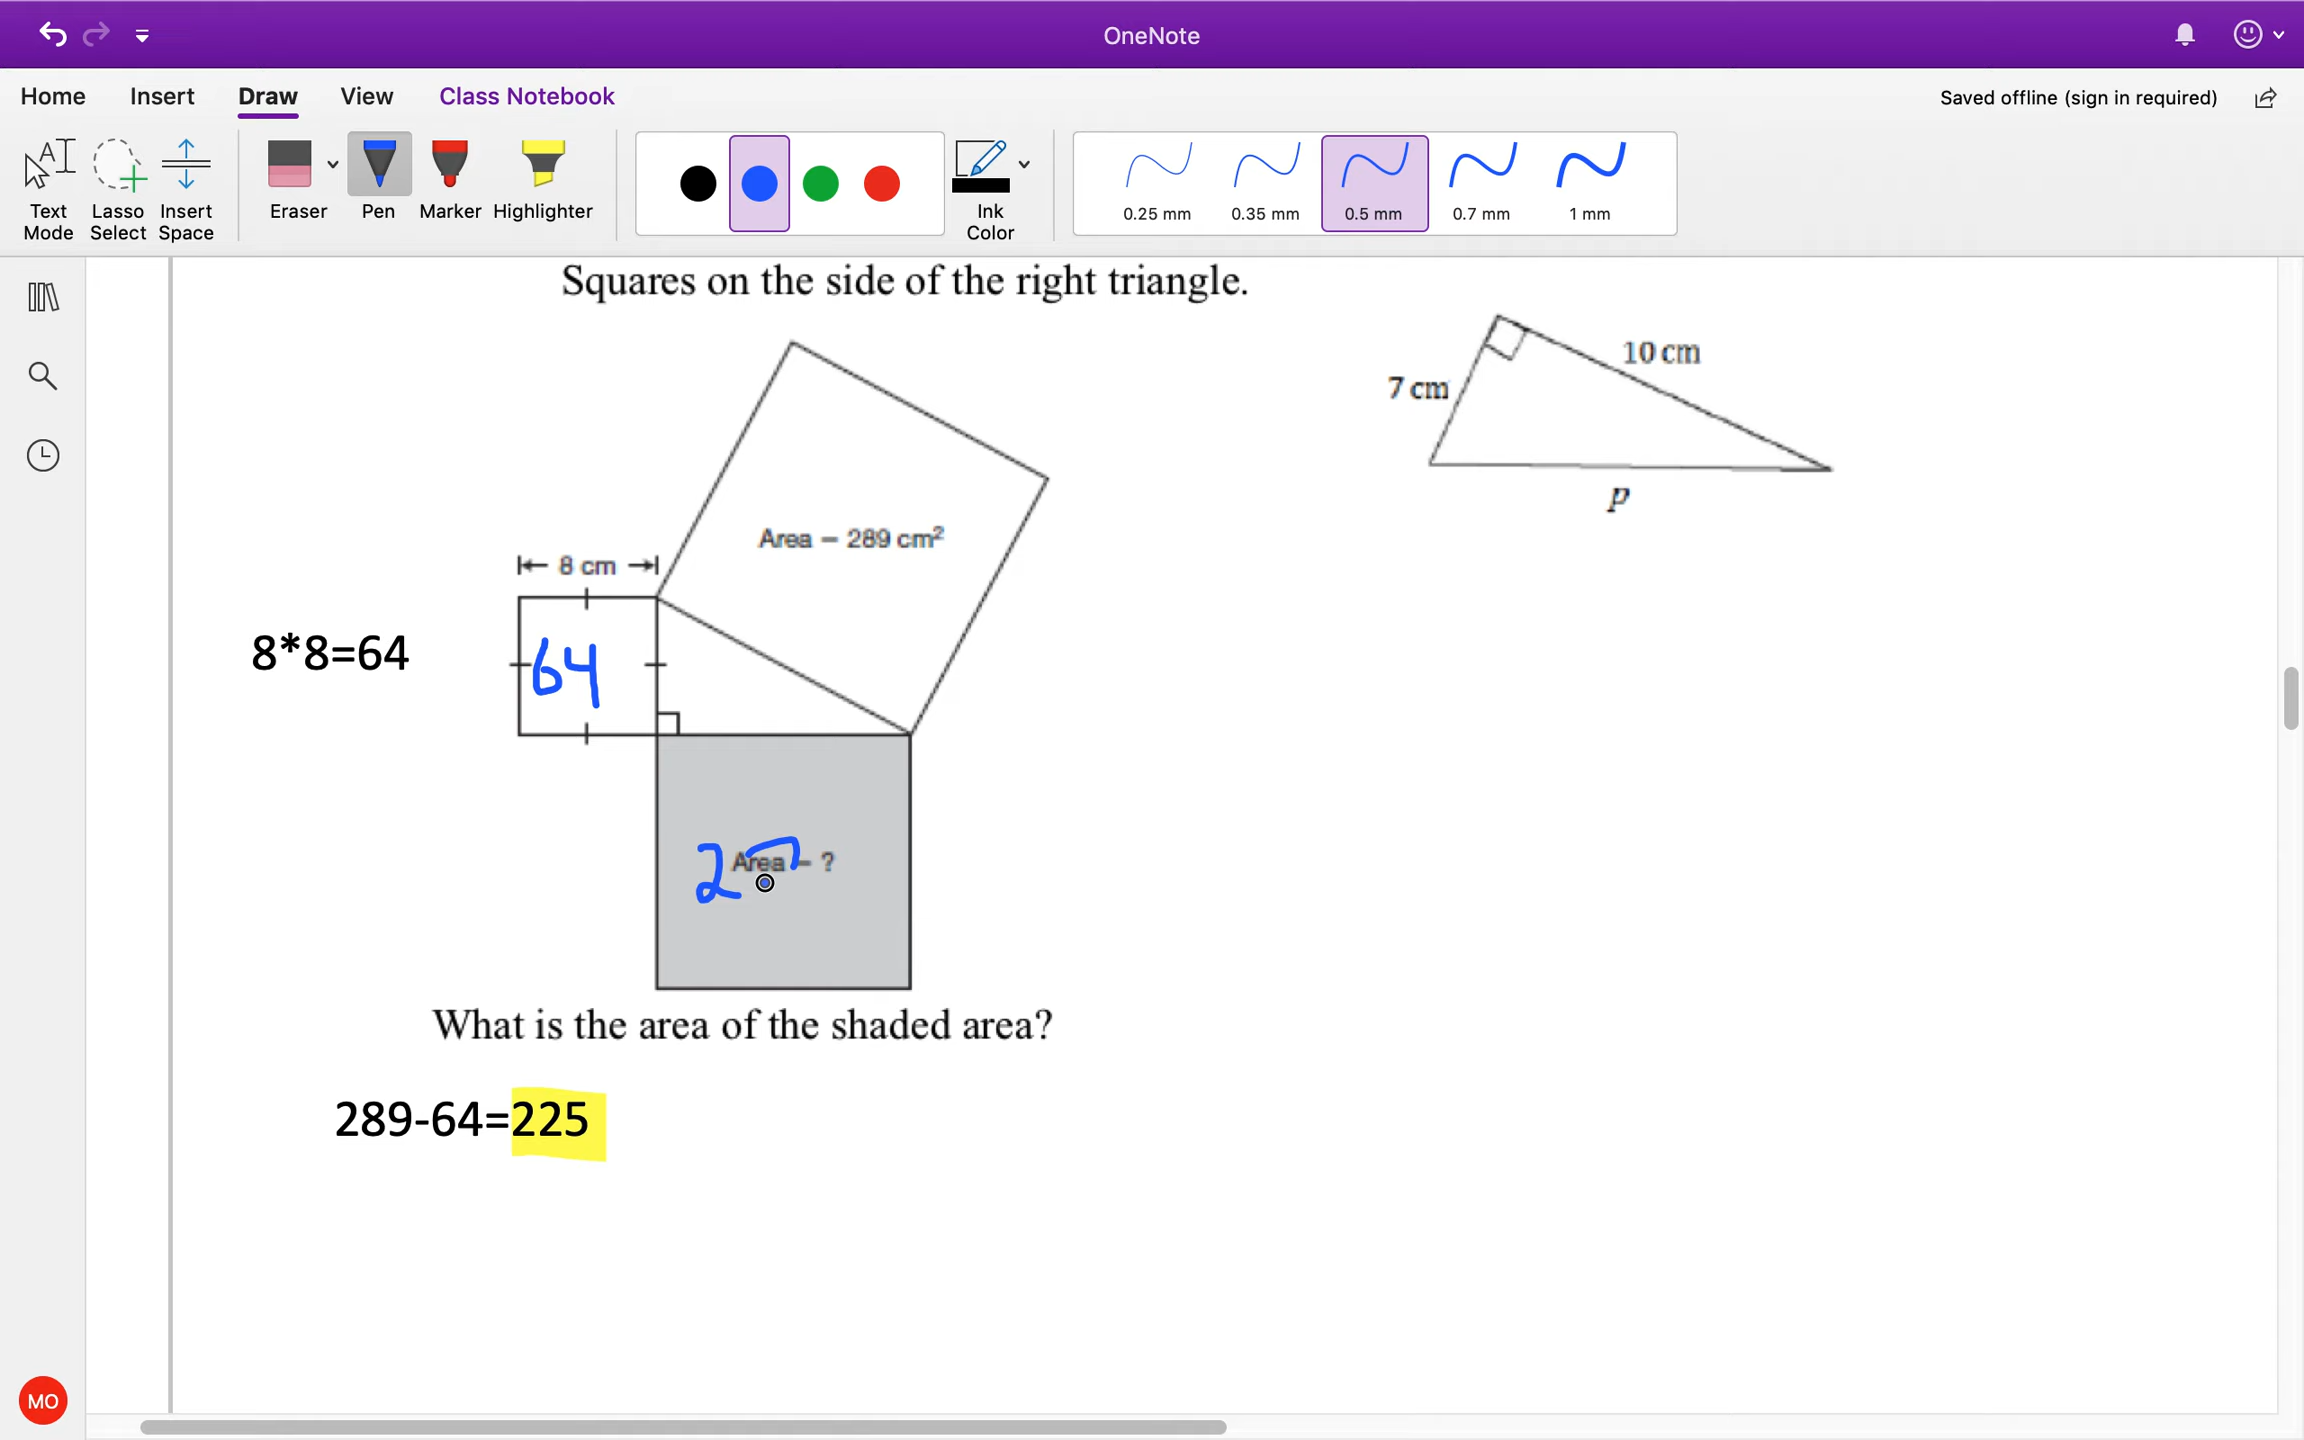 OneNote
Home Insert Draw View Class Notebook
Saved offline (sign in required)
Text Mode
Lasso Select
Insert Space
Eraser
Pen
Marker
Highlighter
Ink Color
0.25 mm
0.35 mm
0.5 mm
0.7 mm
1 mm
Squares on the side of the right triangle.
10 cm
7 cm
p
Area = 289 cm²
8 cm
8*8=64
64
Area = ?
2
What is the area of the shaded area?
289-64=225
MO